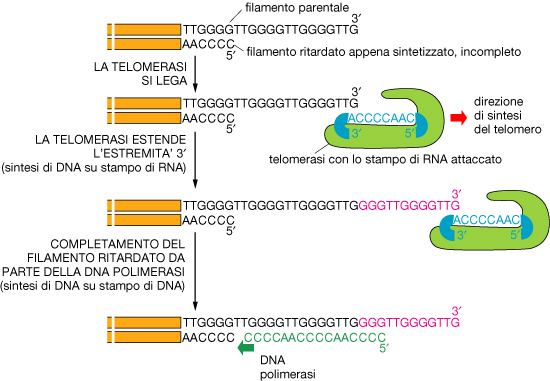 filamento parentale
3′
TTGGGGTTGGGGTTGGGGTTG
AACCCC
5′
filamento ritardato appena sintetizzato, incompleto
LA TELOMERASI
SI LEGA
3′
TTGGGGTTGGGGTTGGGGTTG
AACCCC
5′
ACCCCAAC
3′ 5′
direzione
di sintesi
del telomero
telomerasi con lo stampo di RNA attaccato
LA TELOMERASI ESTENDE
L'ESTREMITA' 3′
(sintesi di DNA su stampo di RNA)
3′
TTGGGGTTGGGGTTGGGGTTGGGGTTGGGGTTG
AACCCC
5′
ACCCCAAC
3′ 5′
COMPLETAMENTO DEL
FILAMENTO RITARDATO DA
PARTE DELLA DNA POLIMERASI
(sintesi di DNA su stampo di DNA)
3′
TTGGGGTTGGGGTTGGGGTTGGGGTTGGGGTTG
AACCCC CCCCAACCCCAACCCC
5′
DNA
polimerasi